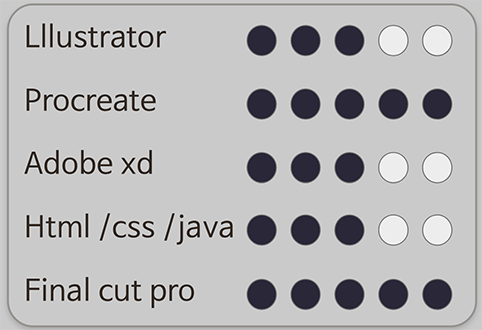 Lllustrator
Procreate
Adobe xd
Html /css /java
Final cut pro